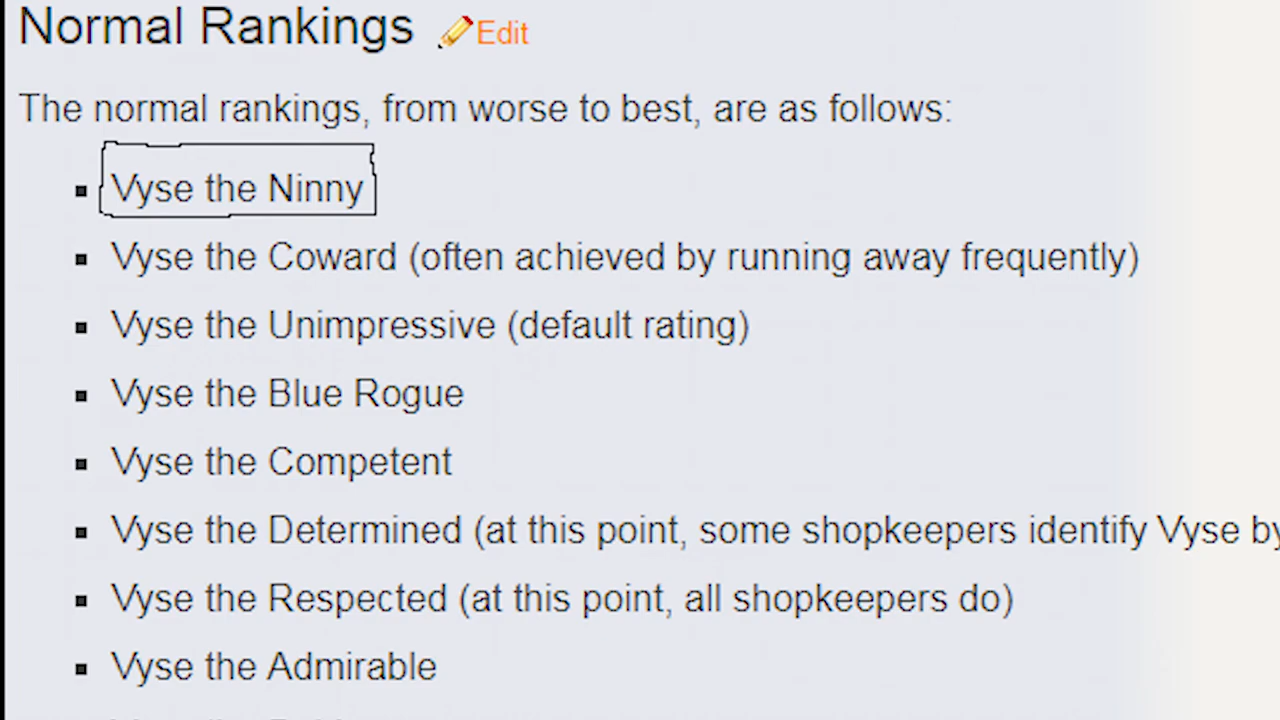 Normal Rankings Edit
The normal rankings, from worse to best, are as follows:
Vyse the Ninny
Vyse the Coward (often achieved by running away frequently)
Vyse the Unimpressive (default rating)
Vyse the Blue Rogue
Vyse the Competent
Vyse the Determined (at this point, some shopkeepers identify Vyse by
Vyse the Respected (at this point, all shopkeepers do)
Vyse the Admirable